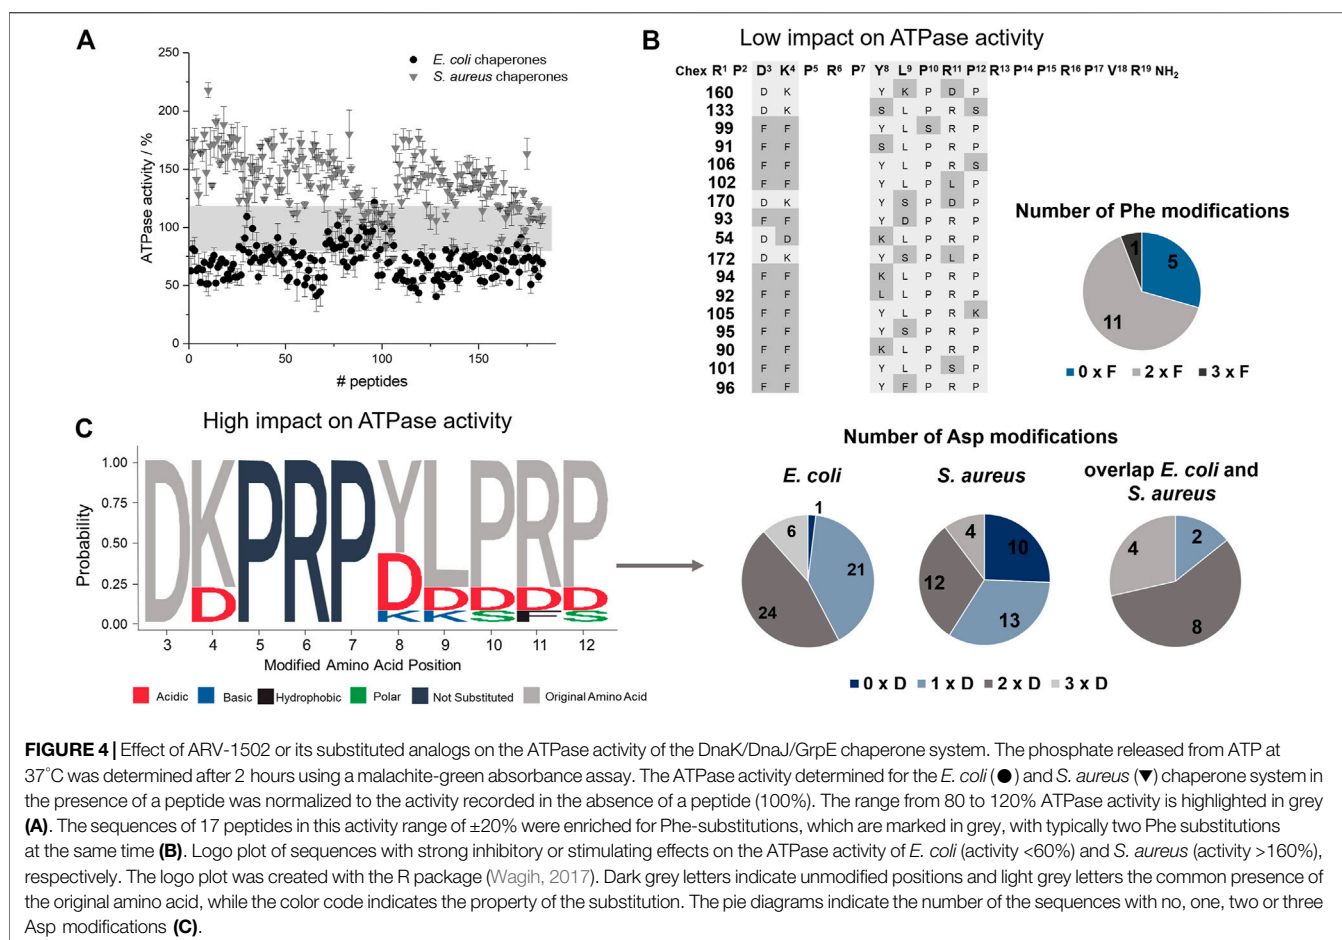 A
250
200
150
100
50
0
ATPase activity / %
E. coli chaperones
S. aureus chaperones
0 50 100 150
# peptides
B
Low impact on ATPase activity
Chex R1 P2 D3 K4 P5 R6 P7 Y8 L9 P10 R11 P12 R13 P14 P15 R16 P17 V18 R19 NH2
160 D K Y K P D P
133 D K S L P R S
99 F F Y L S R P
91 F F S L P R P
106 F F Y L P R S
102 F F Y L P L P
170 D K Y S P D P
93 F F Y D P R P
54 D D K L P R P
172 D K Y S P L P
94 F F K L P R P
92 F F L L P R P
105 F F Y L P R K
95 F F Y S P R P
90 F F K L P R P
101 F F Y L P S P
96 F F Y F P R P
Number of Phe modifications
1
5
11
0 x F 2 x F 3 x F
C
High impact on ATPase activity
1.00
0.75
0.50
0.25
0.00
Probability
D K P R P Y L P R P
D D D D D D
K K S F S
3 4 5 6 7 8 9 10 11 12
Modified Amino Acid Position
Acidic Basic Hydrophobic Polar Not Substituted Original Amino Acid
Number of Asp modifications
E. coli
1
6
21
24
S. aureus
4
10
12
13
overlap E. coli and
S. aureus
4
2
8
0 x D 1 x D 2 x D 3 x D
FIGURE 4 | Effect of ARV-1502 or its substituted analogs on the ATPase activity of the DnaK/DnaJ/GrpE chaperone system. The phosphate released from ATP at
37°C was determined after 2 hours using a malachite-green absorbance assay. The ATPase activity determined for the E. coli (●) and S. aureus (▼) chaperone system in
the presence of a peptide was normalized to the activity recorded in the absence of a peptide (100%). The range from 80 to 120% ATPase activity is highlighted in grey
(A). The sequences of 17 peptides in this activity range of ±20% were enriched for Phe-substitutions, which are marked in grey, with typically two Phe substitutions
at the same time (B). Logo plot of sequences with strong inhibitory or stimulating effects on the ATPase activity of E. coli (activity <60%) and S. aureus (activity >160%),
respectively. The logo plot was created with the R package (Wagih, 2017). Dark grey letters indicate unmodified positions and light grey letters the common presence of
the original amino acid, while the color code indicates the property of the substitution. The pie diagrams indicate the number of the sequences with no, one, two or three
Asp modifications (C).